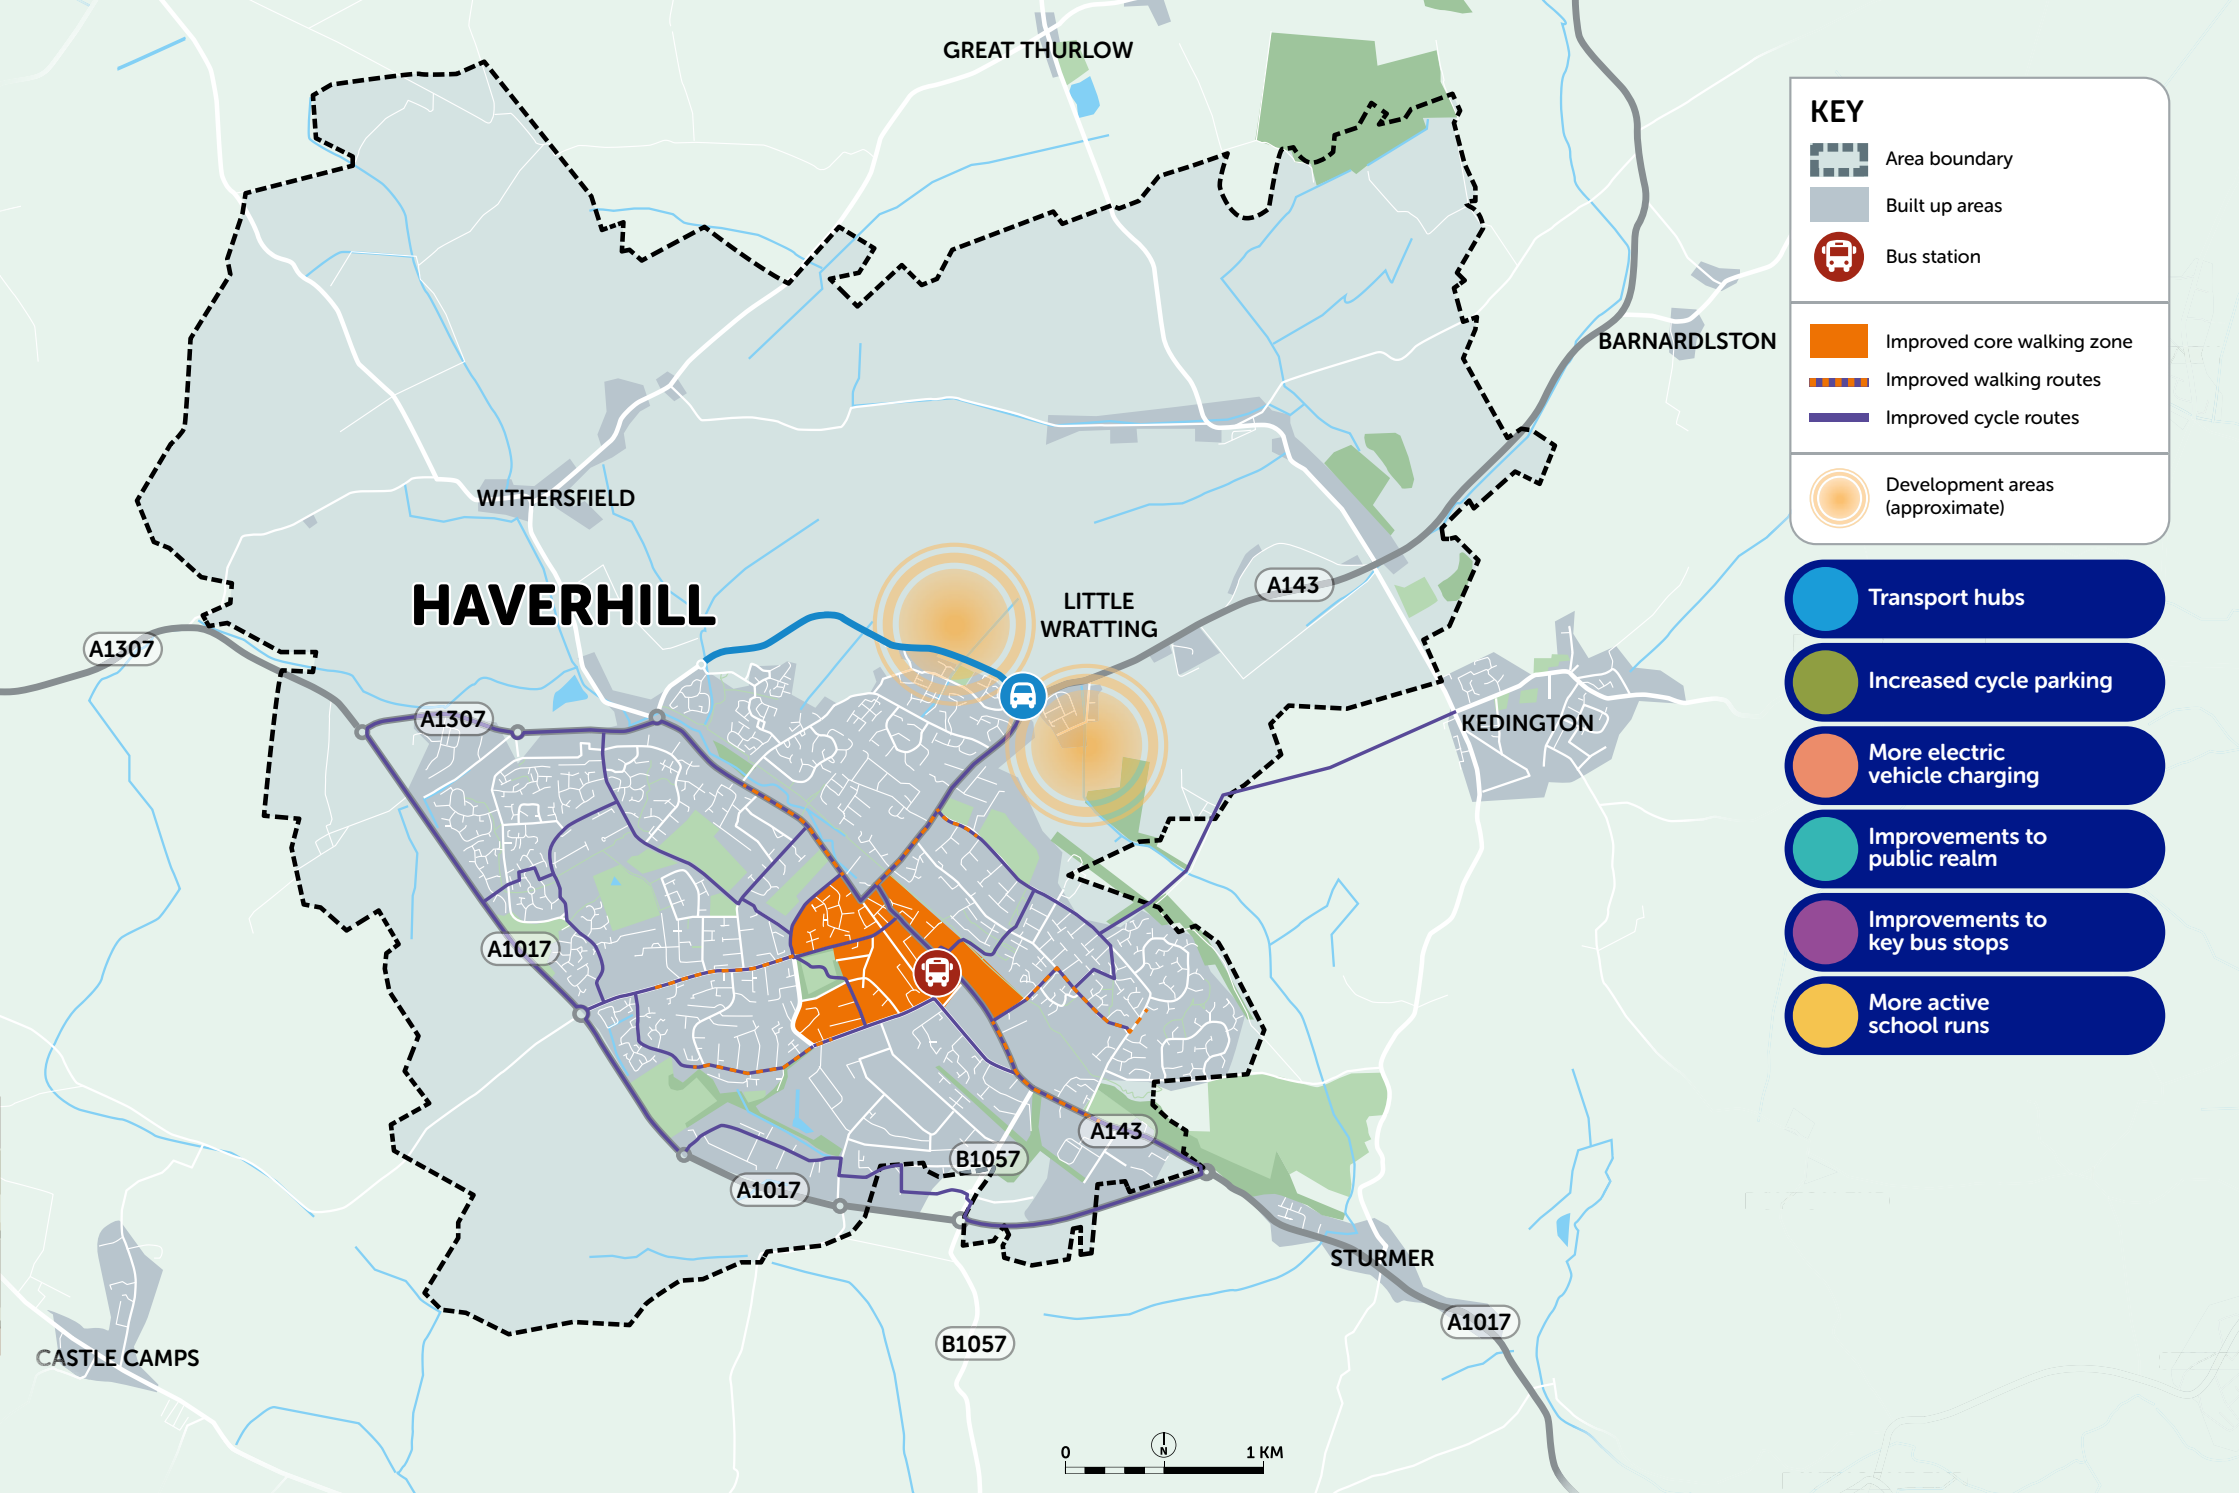 GREAT THURLOW
KEY
Area boundary
Built up areas
Bus station
BARNARDLSTON
Improved core walking zone
Improved walking routes
Improved cycle routes
Development areas
(approximate)
WITHERSFIELD
HAVERHILL
LITTLE
WRATTING
A143
A1307
A1307
KEDINGTON
Transport hubs
Increased cycle parking
More electric
vehicle charging
Improvements to
public realm
Improvements to
key bus stops
More active
school runs
A1017
A143
B1057
A1017
STURMER
A1017
B1057
CASTLE CAMPS
0
N
1 KM